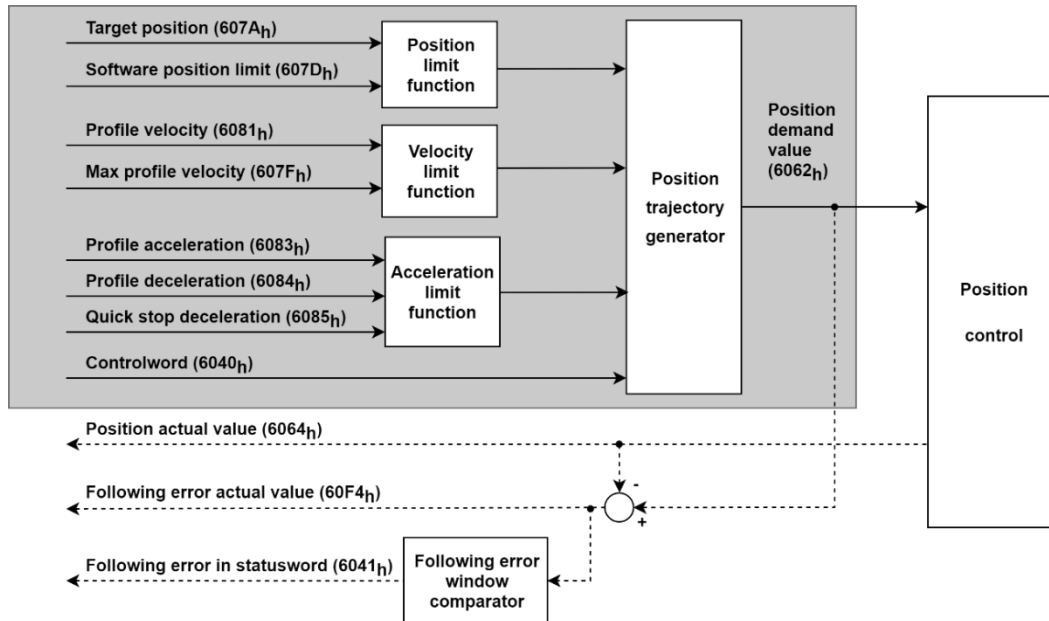 Target position (607Ah)
Software position limit (607Dh)
Position
limit
function
Profile velocity (6081h)
Max profile velocity (607Fh)
Velocity
limit
function
Profile acceleration (6083h)
Profile deceleration (6084h)
Quick stop deceleration (6085h)
Acceleration
limit
function
Controlword (6040h)
Position
trajectory
generator
Position
demand
value
(6062h)
Position
control
Position actual value (6064h)
-
+
Following error actual value (60F4h)
Following error in statusword (6041h)
Following error
window
comparator